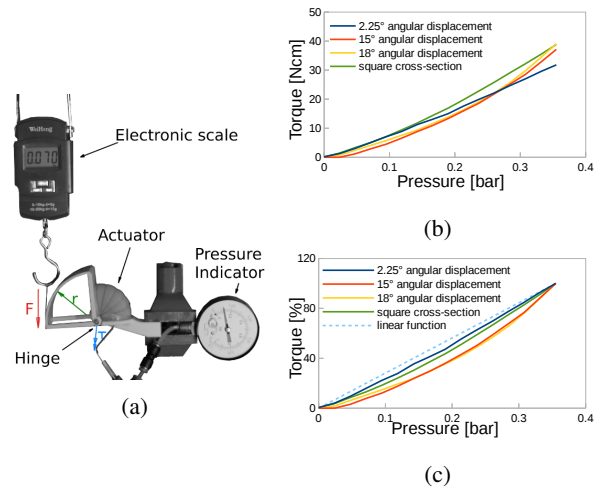 WeiHeng
0.070
Electronic scale
Actuator
Pressure
Indicator
F
r
T
Hinge
(a)
50
40
30
20
10
0
Torque [Ncm]
2.25° angular displacement
15° angular displacement
18° angular displacement
square cross-section
0
0.1
0.2
0.3
0.4
Pressure [bar]
(b)
120
80
40
0
Torque [%]
2.25° angular displacement
15° angular displacement
18° angular displacement
square cross-section
linear function
0
0.1
0.2
0.3
0.4
Pressure [bar]
(c)